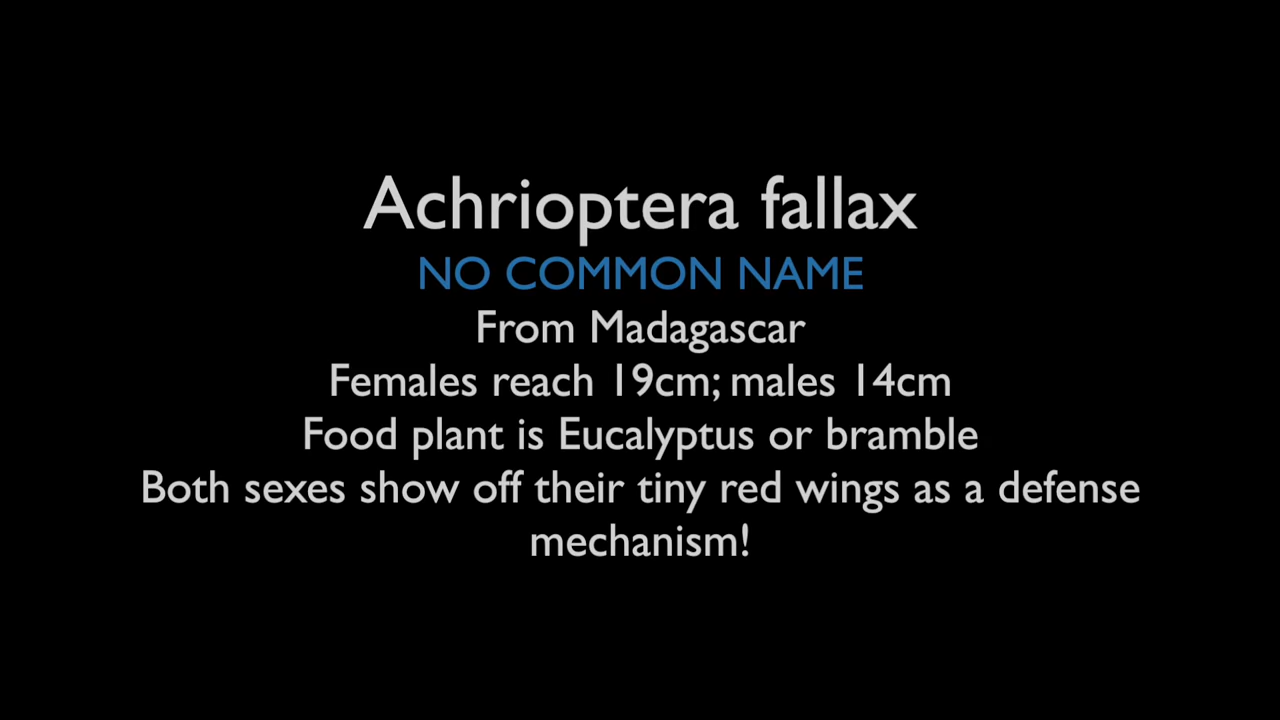 Achrioptera fallax
NO COMMON NAME
From Madagascar
Females reach 19cm; males 14cm
Food plant is Eucalyptus or bramble
Both sexes show off their tiny red wings as a defense
mechanism!